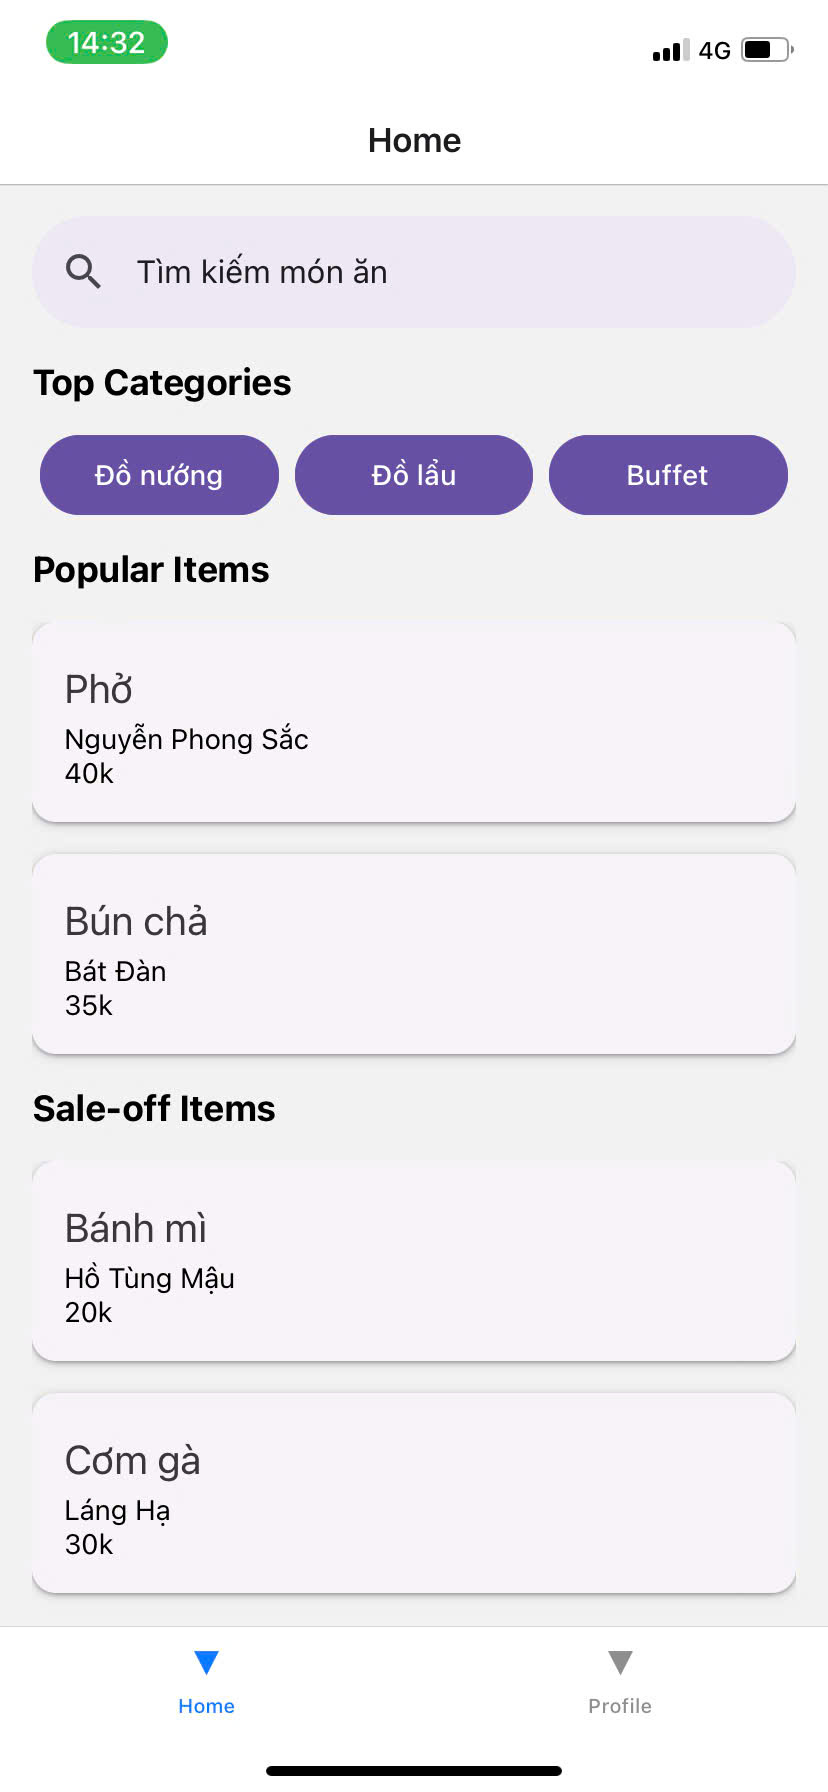 14:32
4G
Home
Tìm kiếm món ăn
Top Categories
Đồ nướng
Đồ lẩu
Buffet
Popular Items
Phở
Nguyễn Phong Sắc
40k
Bún chả
Bát Đàn
35k
Sale-off Items
Bánh mì
Hồ Tùng Mậu
20k
Cơm gà
Láng Hạ
30k
Home
Profile